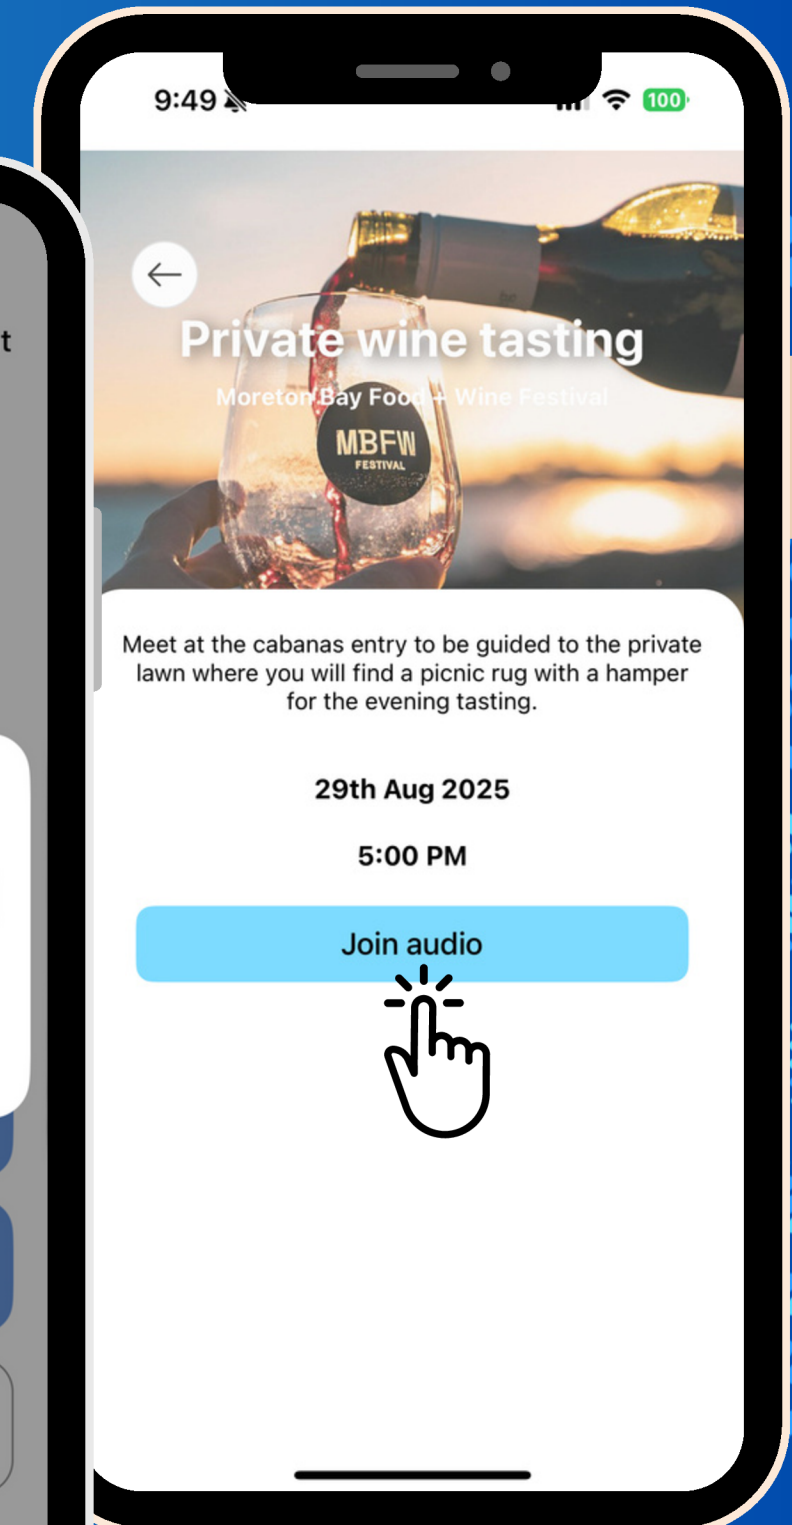 9:49
100
t
Private wine tasting
Moreton Bay Food + Wine Festival
MBFW
FESTIVAL
Meet at the cabanas entry to be guided to the private
lawn where you will find a picnic rug with a hamper
for the evening tasting.
29th Aug 2025
5:00 PM
Join audio